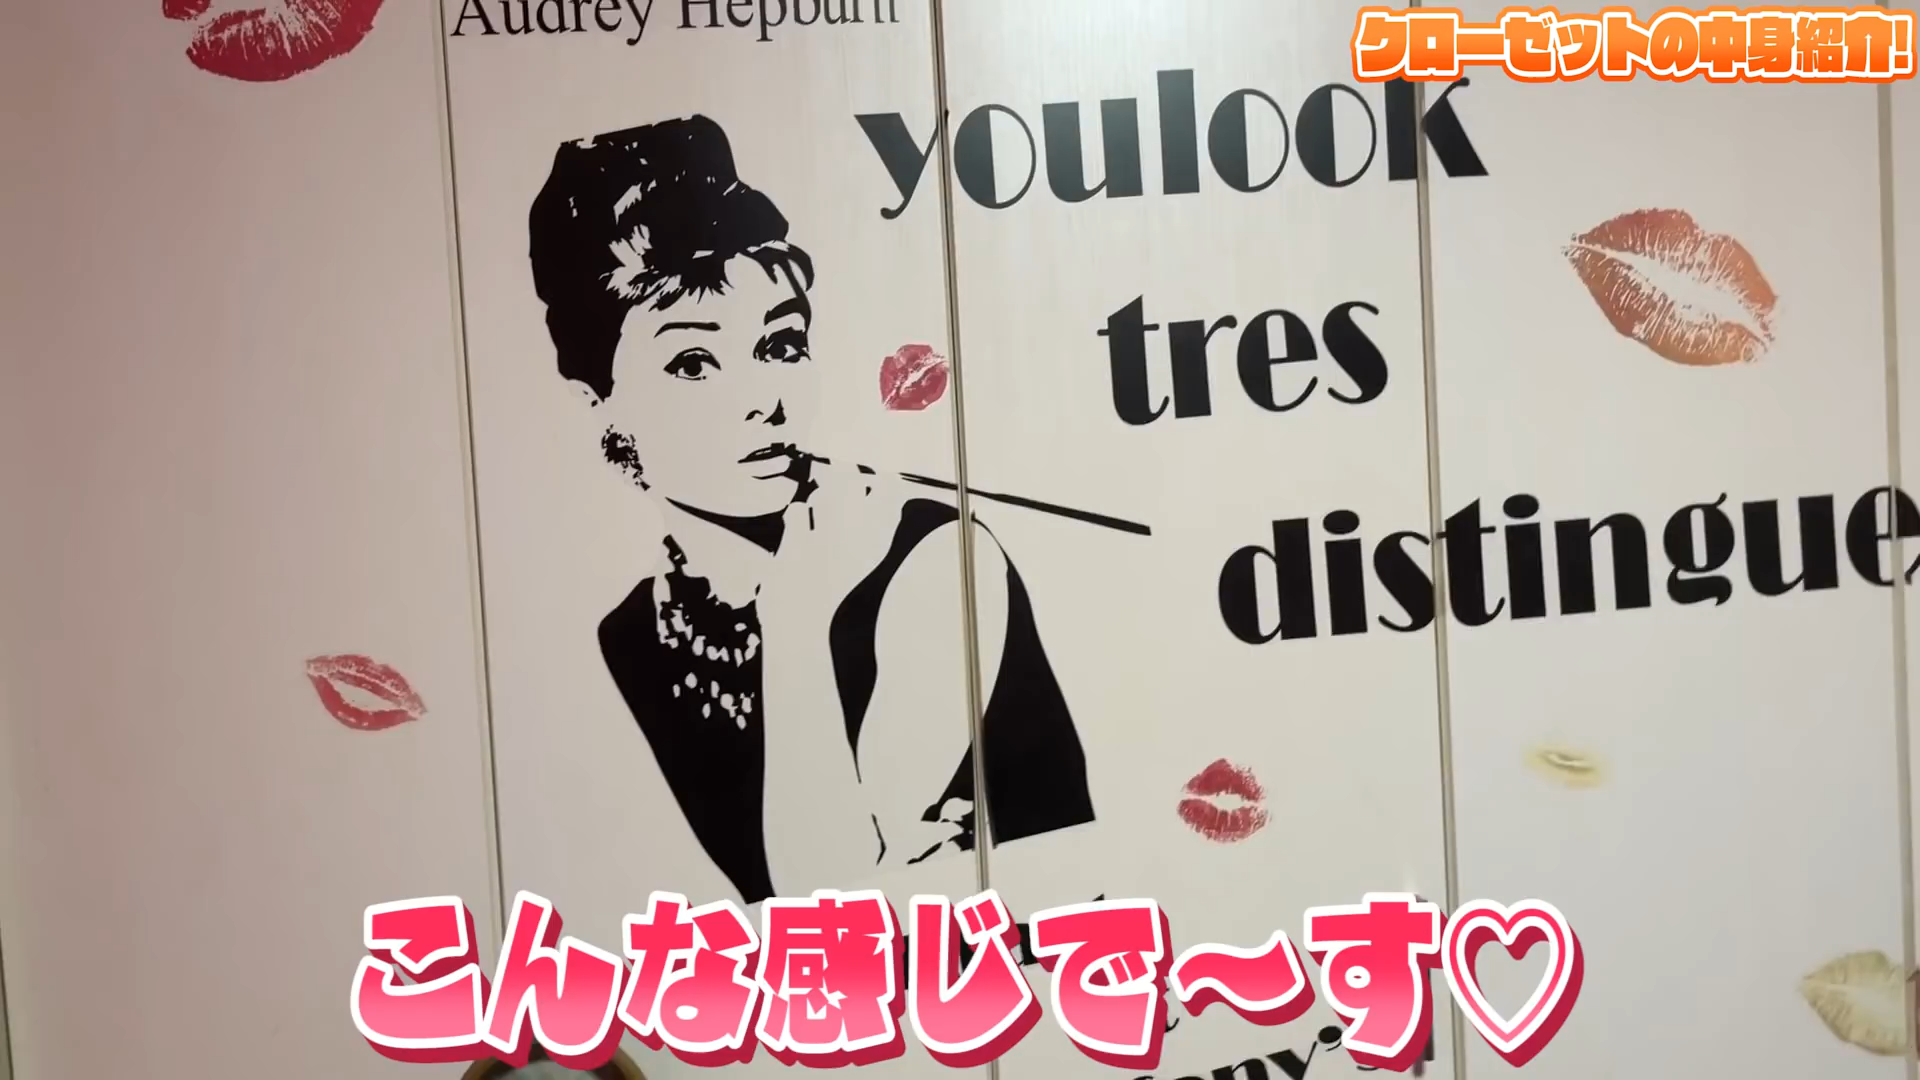 Audrey Hepburn
クローゼットの中身紹介!
youlook
tres
distingue
こんな感じで〜す♡